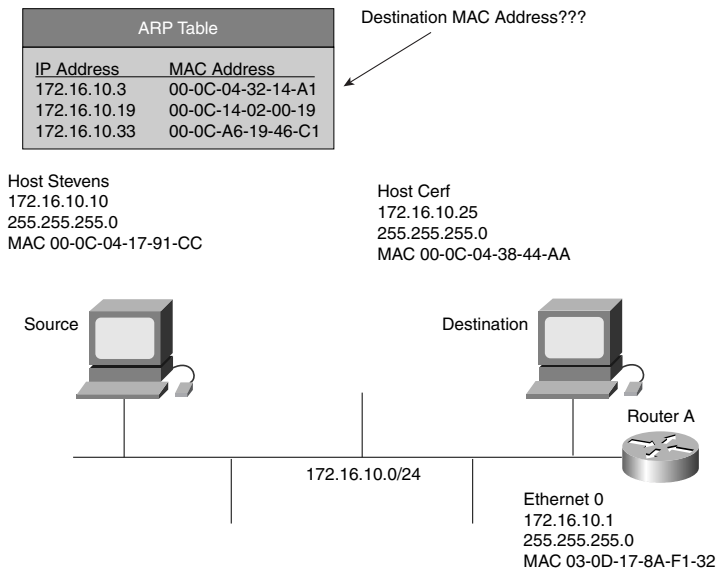 Destination MAC Address???
ARP Table
IP Address MAC Address
172.16.10.3 00-0C-04-32-14-A1
172.16.10.19 00-0C-14-02-00-19
172.16.10.33 00-0C-A6-19-46-C1
Host Stevens
172.16.10.10
255.255.255.0
MAC 00-0C-04-17-91-CC
Host Cerf
172.16.10.25
255.255.255.0
MAC 00-0C-04-38-44-AA
Source
Destination
Router A
172.16.10.0/24
Ethernet 0
172.16.10.1
255.255.255.0
MAC 03-0D-17-8A-F1-32